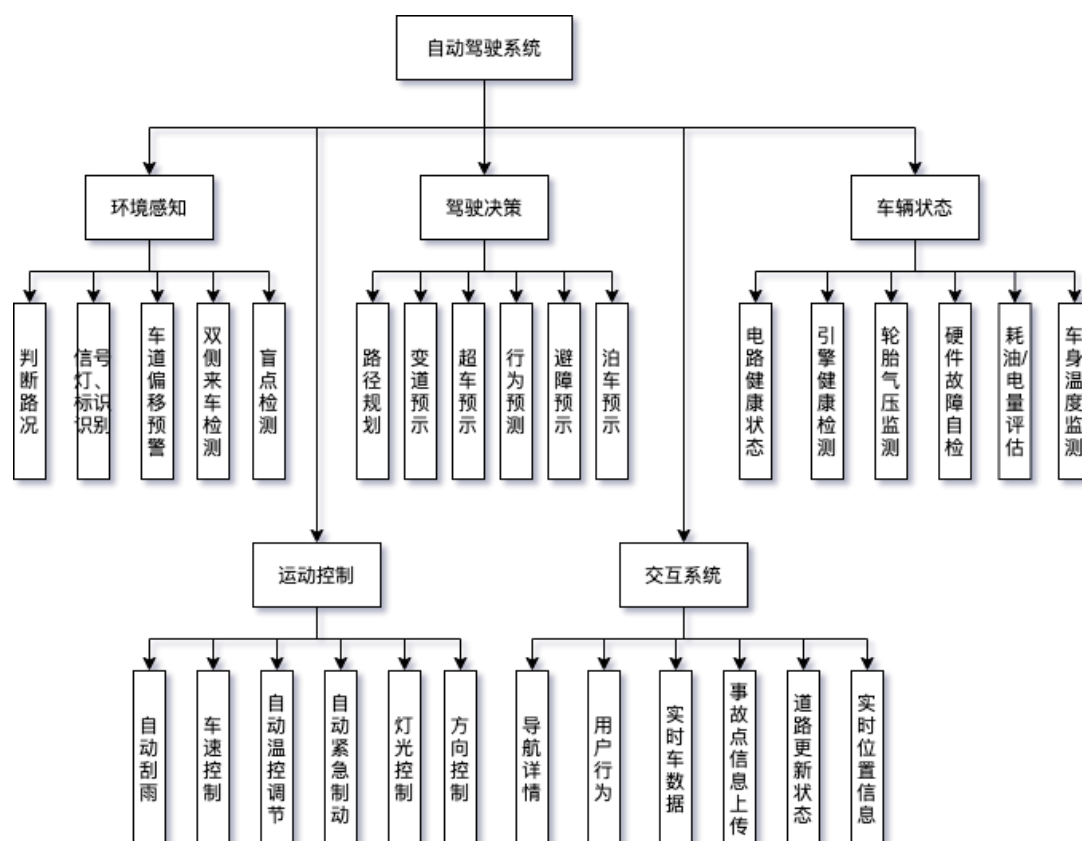 自动驾驶系统
环境感知
驾驶决策
车辆状态
判断路况
信号灯、标识识别
车道偏移预警
双侧来车检测
盲点检测
路径规划
变道预示
超车预示
行为预测
避障预示
泊车预示
电路健康状态
引擎健康检测
轮胎气压监测
硬件故障自检
耗油/电量评估
车身温度监测
运动控制
交互系统
自动刮雨
车速控制
自动温控调节
自动紧急制动
灯光控制
方向控制
导航详情
用户行为
实时车数据
事故点信息上传
道路更新状态
实时位置信息